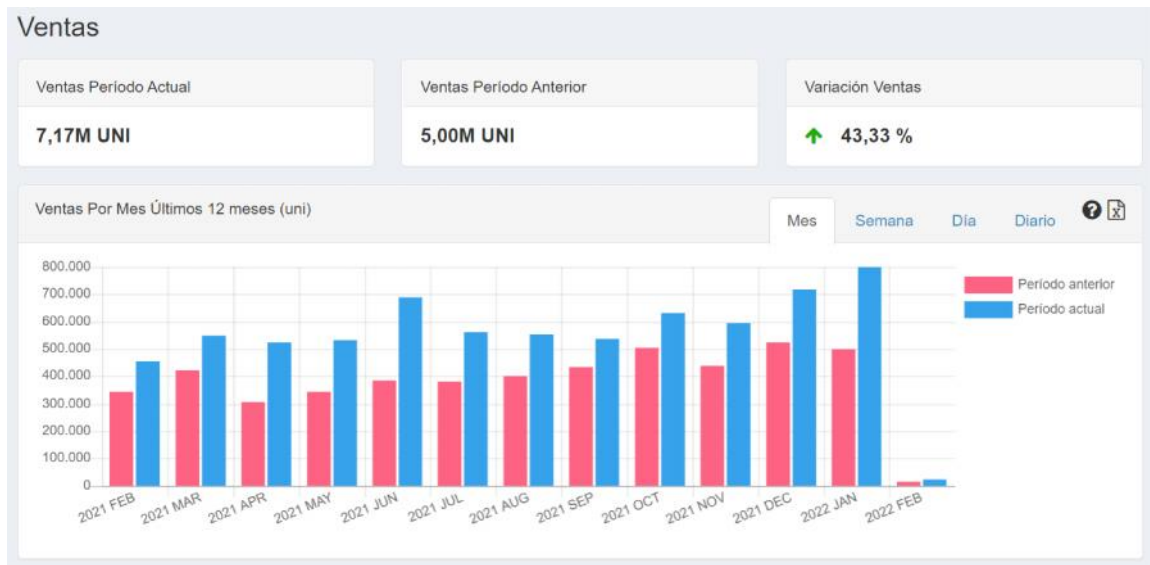 Ventas
Ventas Período Actual
Ventas Período Anterior
Variación Ventas
7,17M UNI
5,00M UNI
43,33 %
Ventas Por Mes Últimos 12 meses (uni)
Mes
Semana
Día
Diario
800.000
700.000
600.000
500.000
400.000
300.000
200.000
100.000
0
Período anterior
Período actual
2021 FEB
2021 MAR
2021 APR
2021 MAY
2021 JUN
2021 JUL
2021 AUG
2021 SEP
2021 OCT
2021 NOV
2021 DEC
2022 JAN
2022 FEB